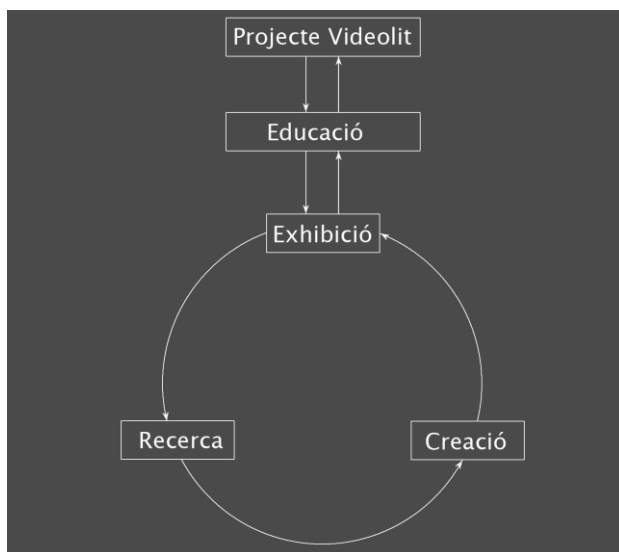 Projecte Videolit
Educació
Exhibició
Recerca
Creació